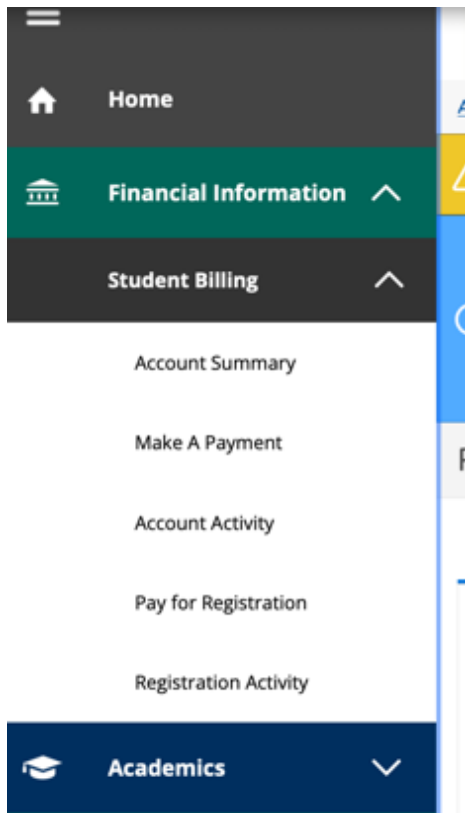 Home
Financial Information
Student Billing
Account Summary
Make A Payment
Account Activity
Pay for Registration
Registration Activity
Academics